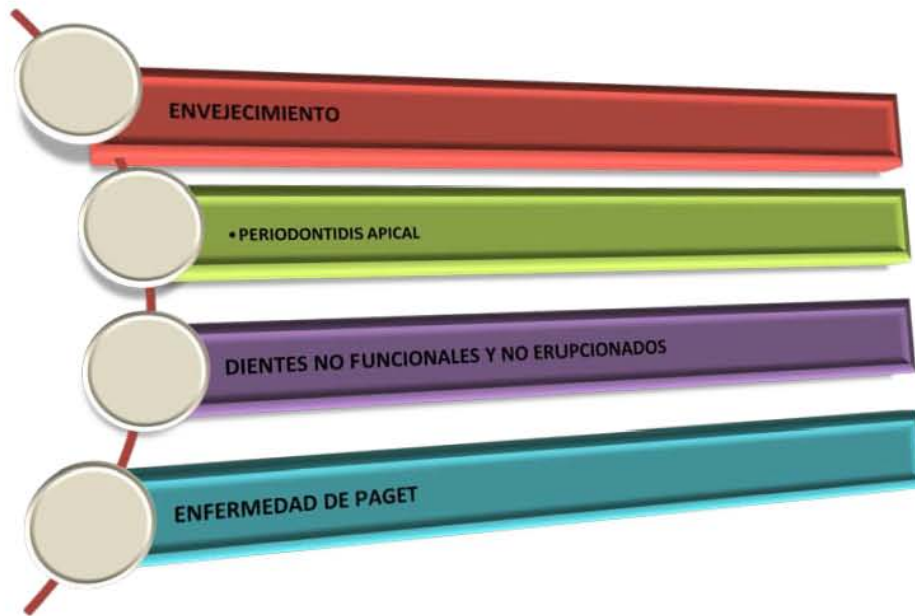 ENVEJECIMIENTO
• PERIODONTIDIS APICAL
DIENTES NO FUNCIONALES Y NO ERUPCIONADOS
ENFERMEDAD DE PAGET